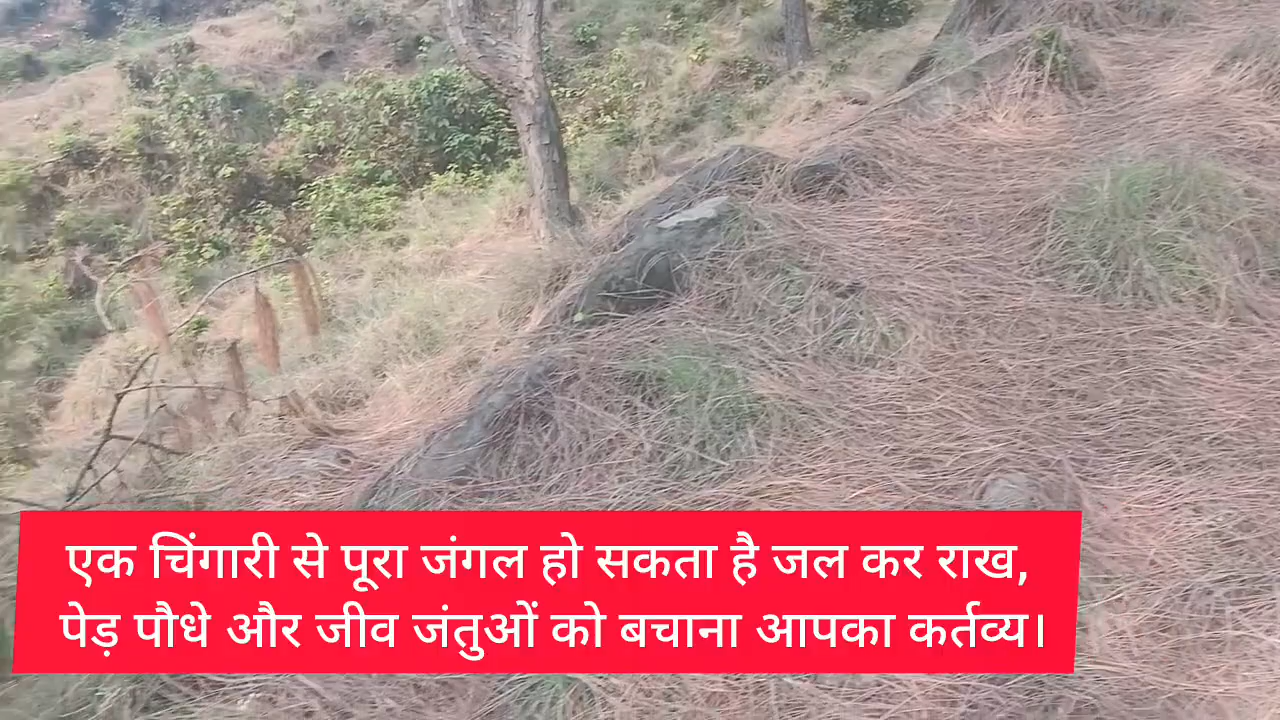 एक चिंगारी से पूरा जंगल हो सकता है जल कर राख,
पेड़ पौधे और जीव जंतुओं को बचाना आपका कर्तव्य।